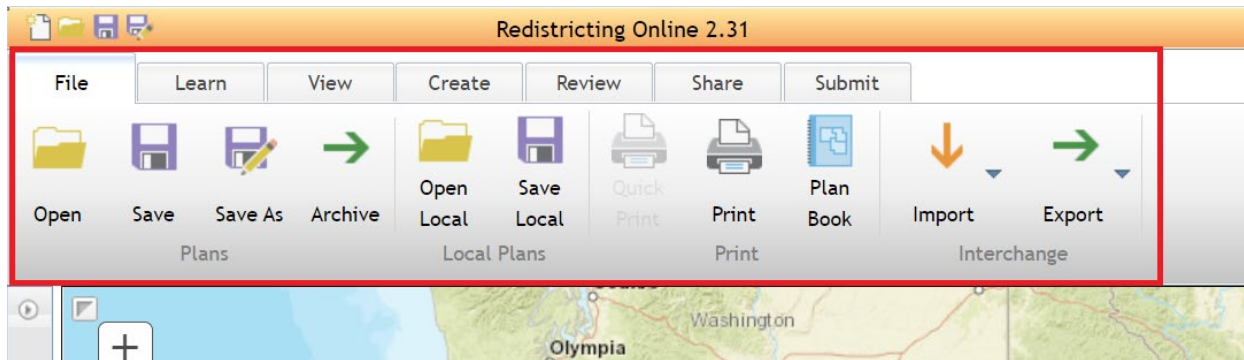 Redistricting Online 2.31
File Learn View Create Review Share Submit
Open Save Save As Archive Open Local Save Local Quick Print Print Plan Book Import Export
Plans Local Plans Print Interchange
Washington
Olympia